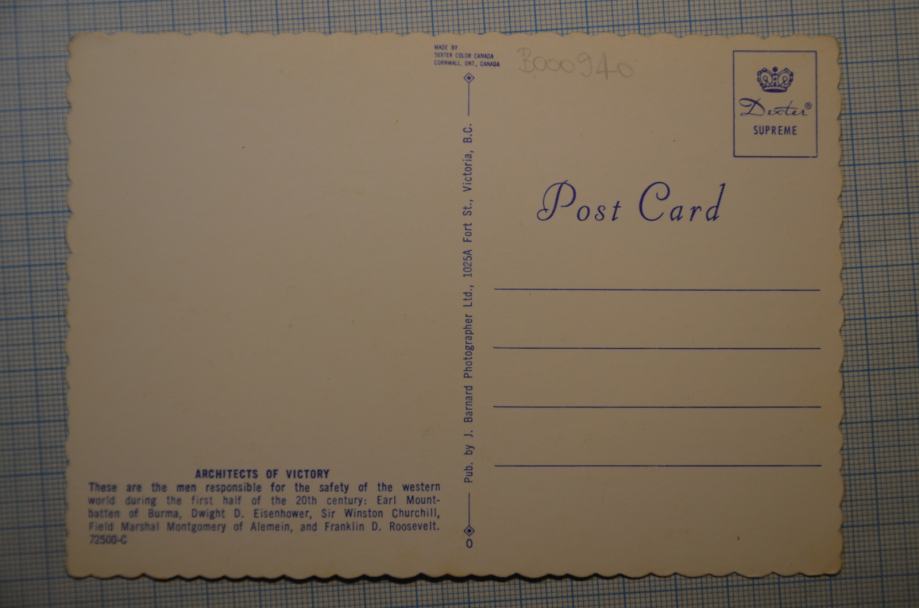 MADE BY
DEXTER COLOR CANADA
CORNWALL, ONT., CANADA
B000940
Dexter®
SUPREME
Post Card
Pub. by J. Barnard Photographer Ltd., 1025A Fort St., Victoria, B.C.
O
ARCHITECTS OF VICTORY
These are the men responsible for the safety of the western
world during the first half of the 20th century: Earl Mount-
batten of Burma, Dwight D. Eisenhower, Sir Winston Churchill,
Field Marshal Montgomery of Alemein, and Franklin D. Roosevelt.
72500-C